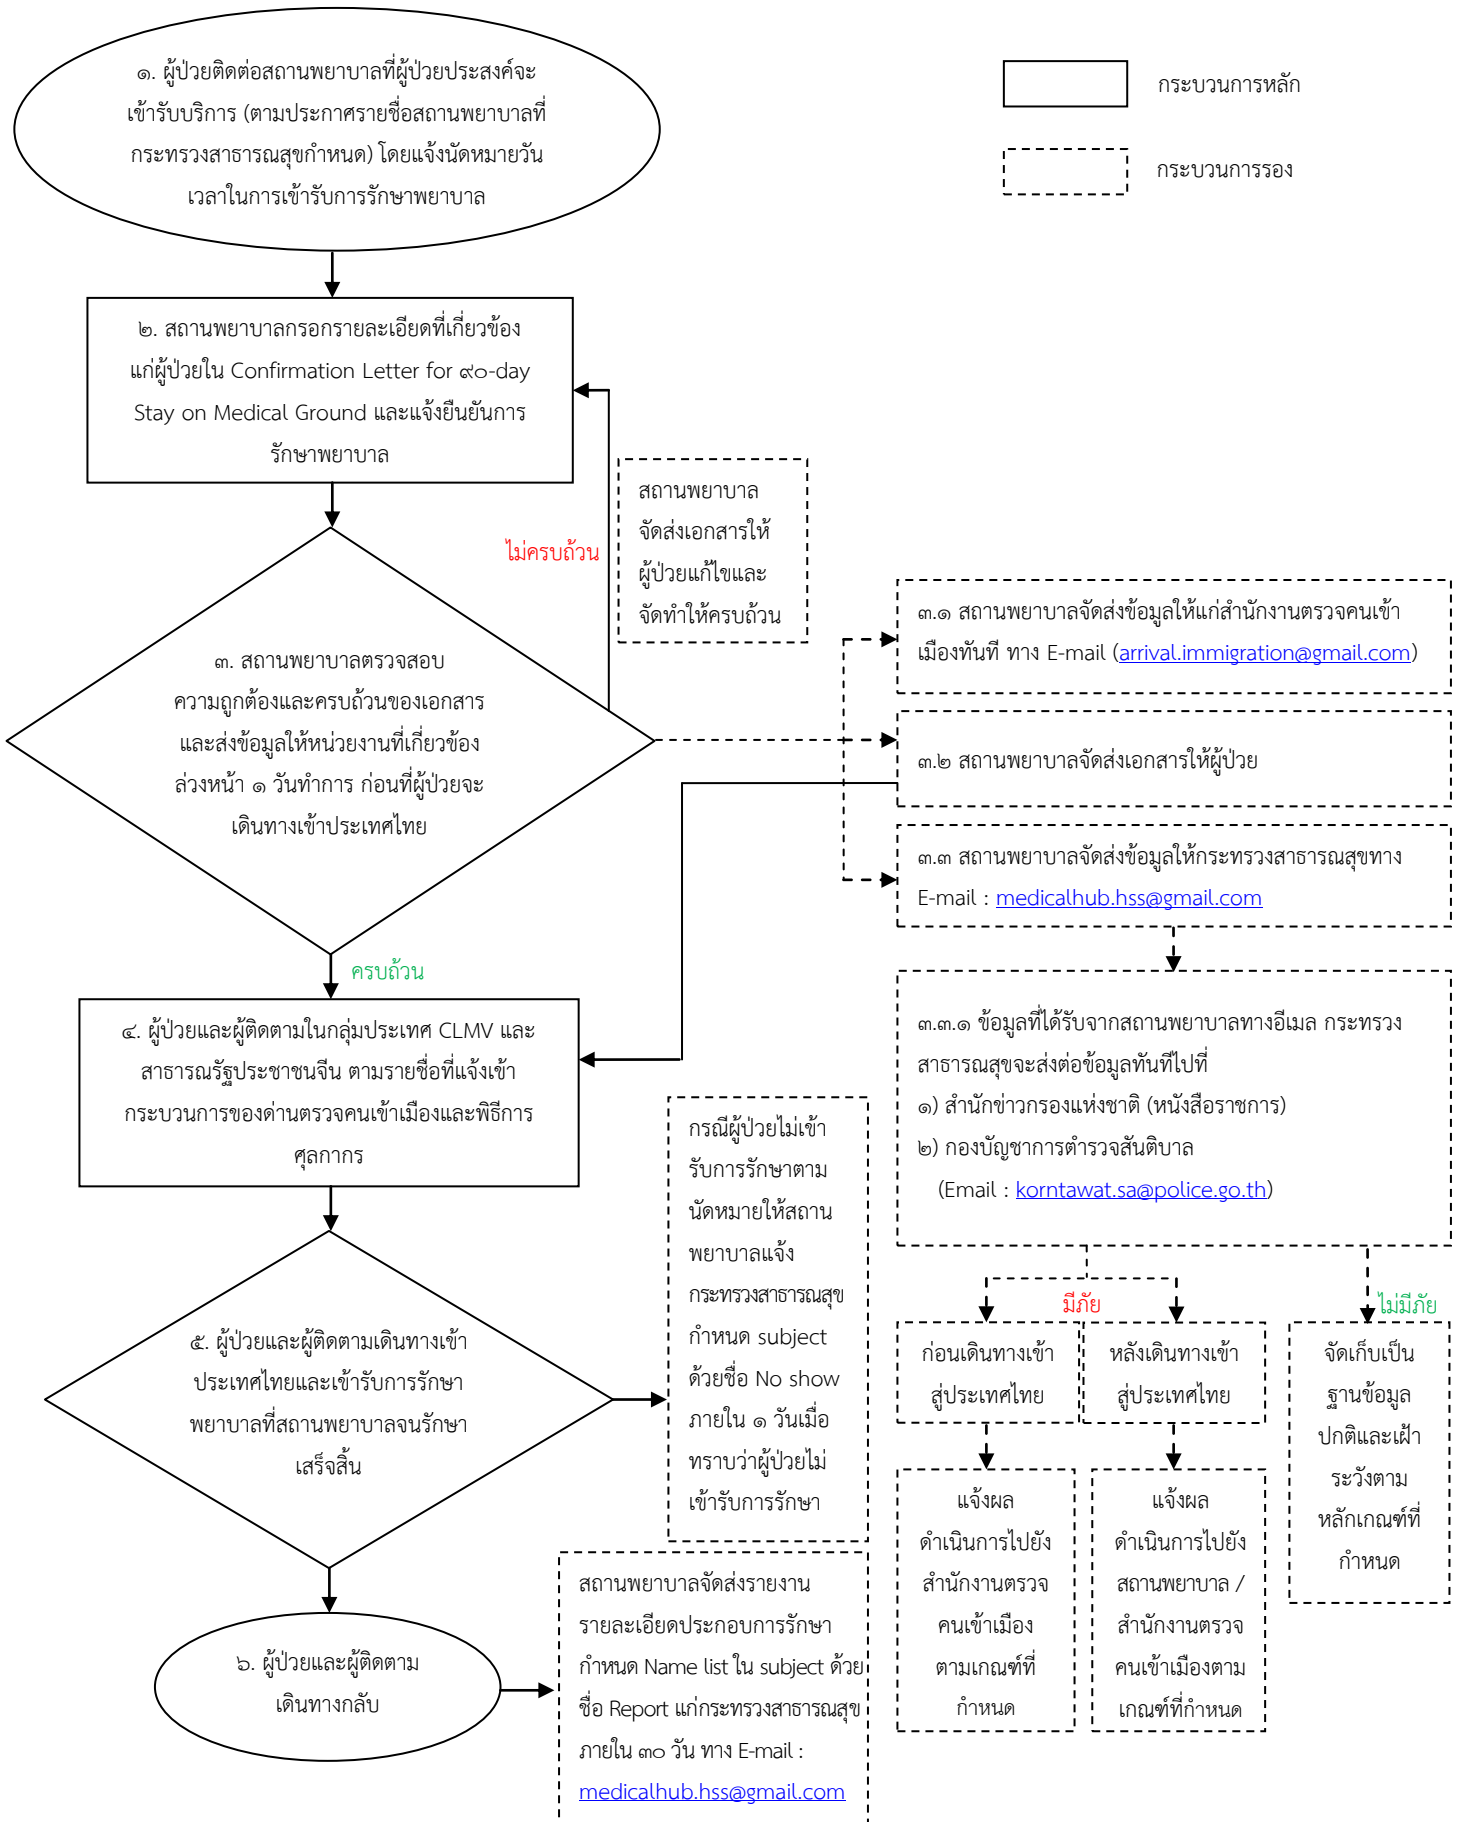 ๑. ผู้ป่วยติดต่อสถานพยาบาลที่ผู้ป่วยประสงค์จะ
เข้ารับบริการ (ตามประกาศรายชื่อสถานพยาบาลที่
กระทรวงสาธารณสุขกำหนด) โดยแจ้งนัดหมายวัน
เวลาในการเข้ารับการรักษาพยาบาล
กระบวนการหลัก
กระบวนการรอง
๒. สถานพยาบาลกรอกรายละเอียดที่เกี่ยวข้อง
แก่ผู้ป่วยใน Confirmation Letter for ๙๐-day
Stay on Medical Ground และแจ้งยืนยันการ
รักษาพยาบาล
ไม่ครบถ้วน
สถานพยาบาล
จัดส่งเอกสารให้
ผู้ป่วยแก้ไขและ
จัดทำให้ครบถ้วน
๓. สถานพยาบาลตรวจสอบ
ความถูกต้องและครบถ้วนของเอกสาร
และส่งข้อมูลให้หน่วยงานที่เกี่ยวข้อง
ล่วงหน้า ๑ วันทำการ ก่อนที่ผู้ป่วยจะ
เดินทางเข้าประเทศไทย
๓.๑ สถานพยาบาลจัดส่งข้อมูลให้แก่สำนักงานตรวจคนเข้า
เมืองทันที ทาง E-mail (arrival.immigration@gmail.com)
๓.๒ สถานพยาบาลจัดส่งเอกสารให้ผู้ป่วย
๓.๓ สถานพยาบาลจัดส่งข้อมูลให้กระทรวงสาธารณสุขทาง
E-mail : medicalhub.hss@gmail.com
ครบถ้วน
๔. ผู้ป่วยและผู้ติดตามในกลุ่มประเทศ CLMV และ
สาธารณรัฐประชาชนจีน ตามรายชื่อที่แจ้งเข้า
กระบวนการของด่านตรวจคนเข้าเมืองและพิธีการ
ศุลกากร
๓.๓.๑ ข้อมูลที่ได้รับจากสถานพยาบาลทางอีเมล กระทรวง
สาธารณสุขจะส่งต่อข้อมูลทันทีไปที่
๑) สำนักข่าวกรองแห่งชาติ (หนังสือราชการ)
๒) กองบัญชาการตำรวจสันติบาล
(Email : korntawat.sa@police.go.th)
กรณีผู้ป่วยไม่เข้า
รับการรักษาตาม
นัดหมายให้สถาน
พยาบาลแจ้ง
กระทรวงสาธารณสุข
กำหนด subject
ด้วยชื่อ No show
ภายใน ๑ วันเมื่อ
ทราบว่าผู้ป่วยไม่
เข้ารับการรักษา
มีภัย
ไม่มีภัย
๕. ผู้ป่วยและผู้ติดตามเดินทางเข้า
ประเทศไทยและเข้ารับการรักษา
พยาบาลที่สถานพยาบาลจนรักษา
เสร็จสิ้น
ก่อนเดินทางเข้า
สู่ประเทศไทย
หลังเดินทางเข้า
สู่ประเทศไทย
จัดเก็บเป็น
ฐานข้อมูล
ปกติและเฝ้า
ระวังตาม
หลักเกณฑ์ที่
กำหนด
แจ้งผล
ดำเนินการไปยัง
สำนักงานตรวจ
คนเข้าเมือง
ตามเกณฑ์ที่
กำหนด
แจ้งผล
ดำเนินการไปยัง
สถานพยาบาล /
สำนักงานตรวจ
คนเข้าเมืองตาม
เกณฑ์ที่กำหนด
๖. ผู้ป่วยและผู้ติดตาม
เดินทางกลับ
สถานพยาบาลจัดส่งรายงาน
รายละเอียดประกอบการรักษา
กำหนด Name list ใน subject ด้วย
ชื่อ Report แก่กระทรวงสาธารณสุข
ภายใน ๓๐ วัน ทาง E-mail :
medicalhub.hss@gmail.com